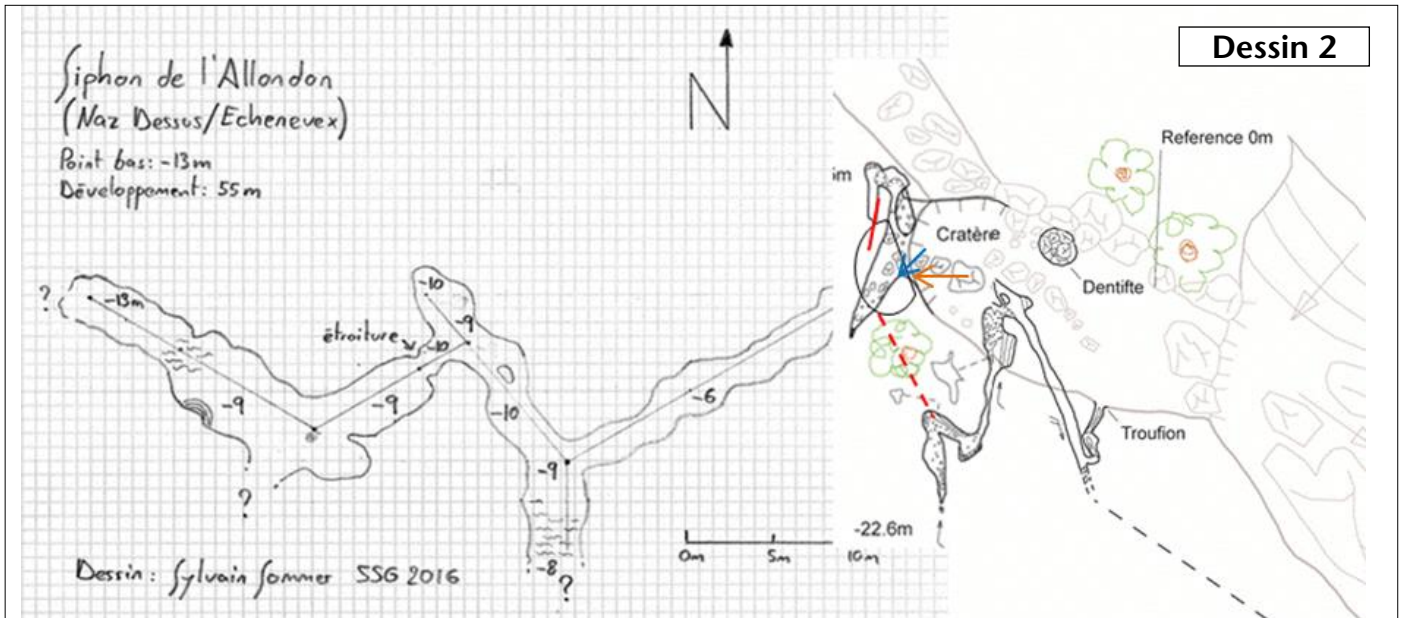 Dessin 2
Siphon de l'Allondon
(Naz Dessus/Echenevex)
Point bas: -13m
Développement: 55m
N
Reference 0m
5m
Cratère
Dentifte
-10
? -13m
-9
étroiture
-10
-6
-9
-9
-10
Troufion
-9
?
-22.6m
0m 5m 10m
-8
?
Dessin: Sylvain Sommer SSG 2016